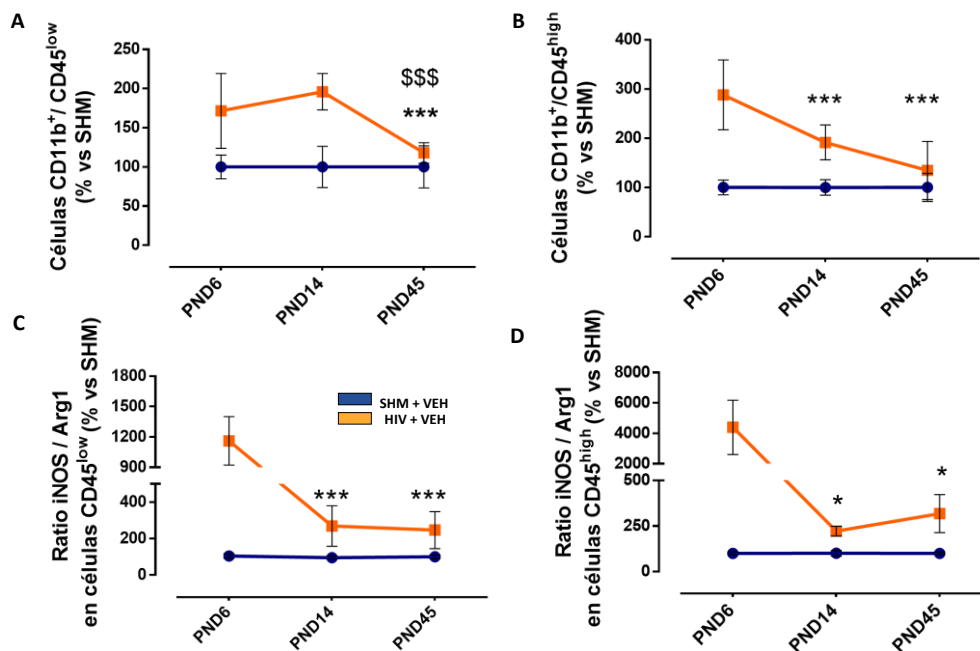 A
Células CD11b⁺/ CD45ˡᵒʷ
(% vs SHM)
250
200
150
100
50
0
$$$
***
PND6
PND14
PND45
B
Células CD11b⁺/CD45ʰⁱᵍʰ
(% vs SHM)
400
300
200
100
0
***
***
PND6
PND14
PND45
C
Ratio iNOS / Arg1
en células CD45ˡᵒʷ (% vs SHM)
1800
1500
1200
900
400
200
0
SHM + VEH
HIV + VEH
***
***
PND6
PND14
PND45
D
Ratio iNOS / Arg1
en células CD45ʰⁱᵍʰ (% vs SHM)
8000
6000
4000
2000
500
250
0
*
*
PND6
PND14
PND45